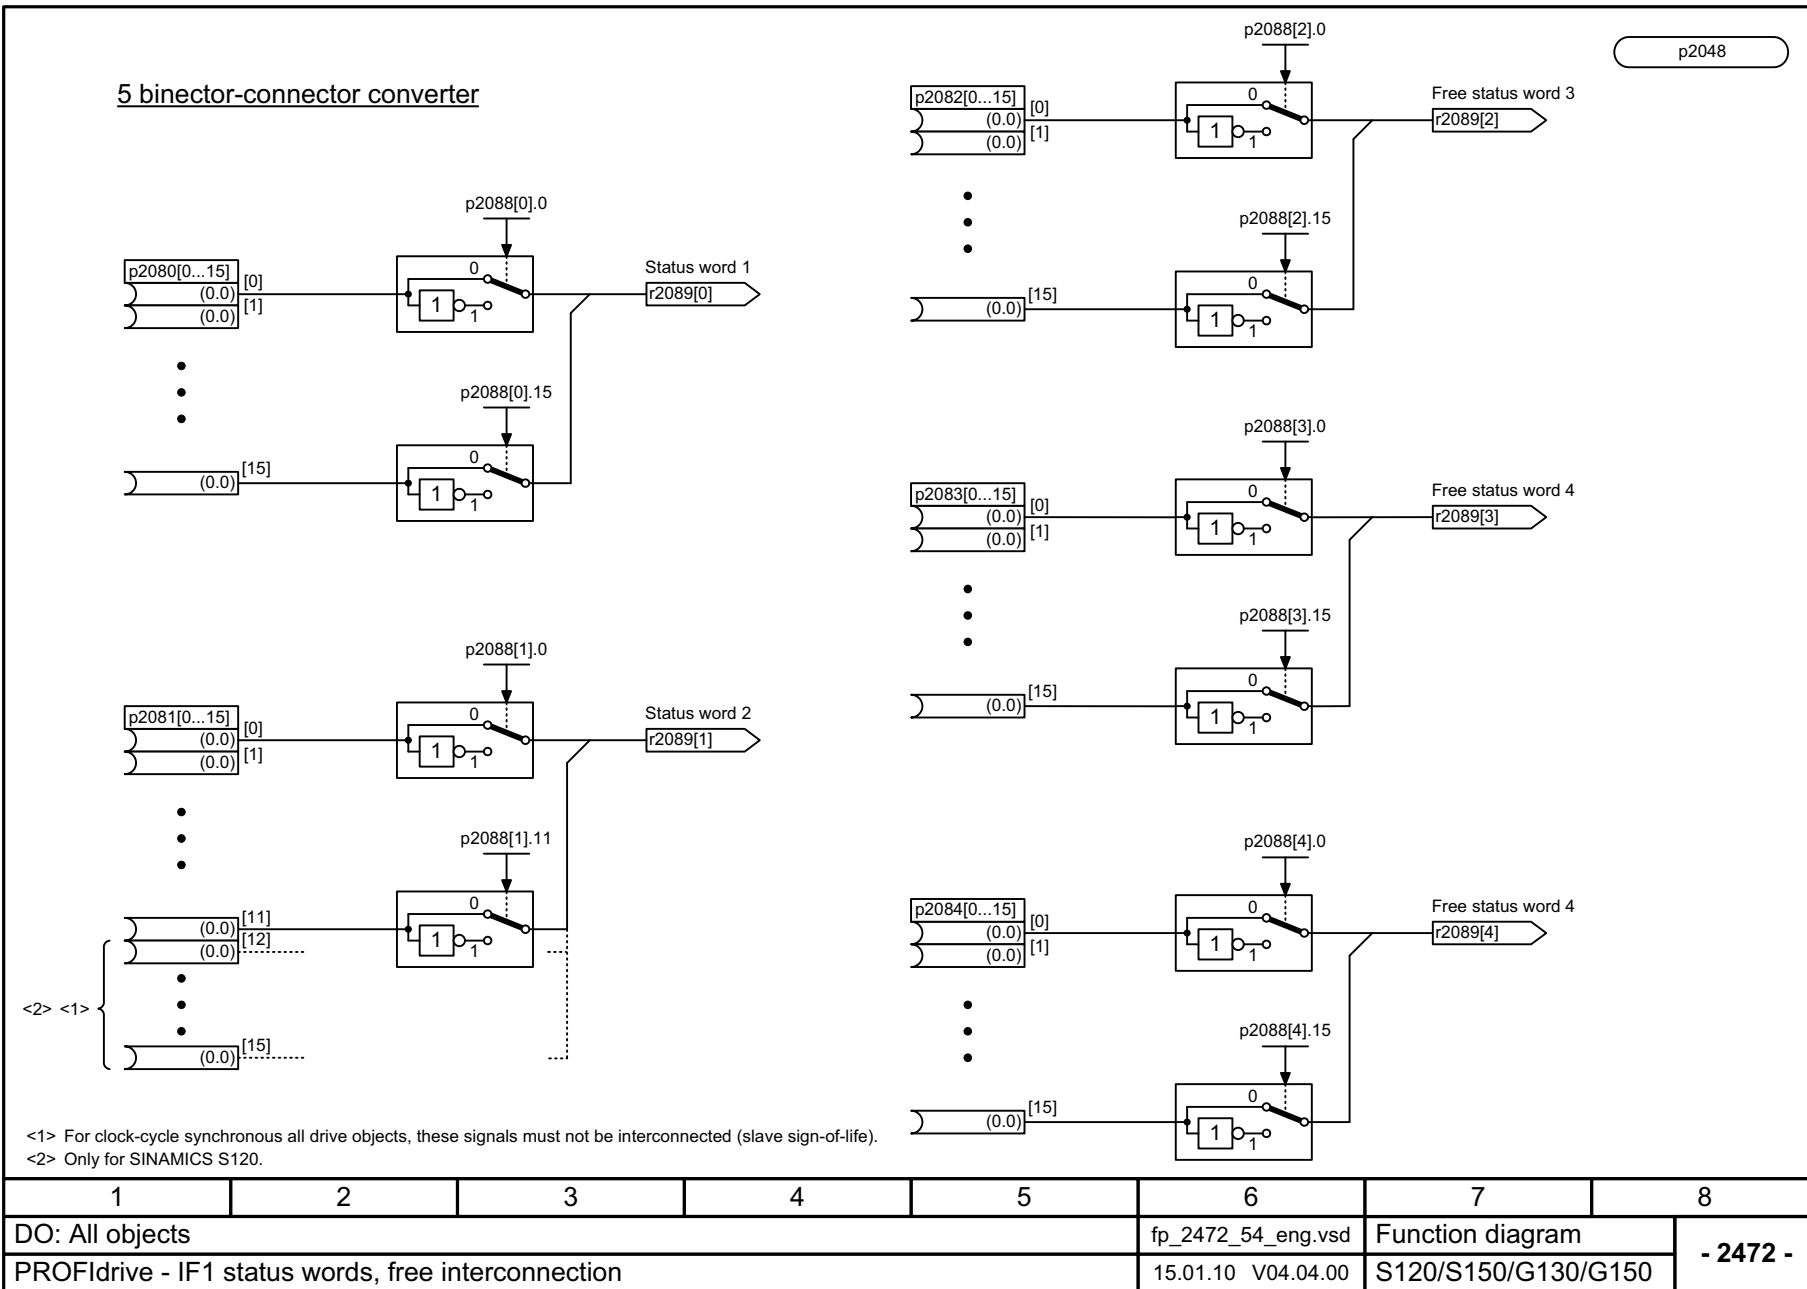 p2048
5 binector-connector converter
p2088[0].0
p2080[0...15]
(0.0)
[0]
(0.0)
[1]
0
1
1
Status word 1
r2089[0]
p2088[0].15
(0.0)
[15]
0
1
1
p2088[1].0
p2081[0...15]
(0.0)
[0]
(0.0)
[1]
0
1
1
Status word 2
r2089[1]
p2088[1].11
(0.0)
[11]
(0.0)
[12]
0
1
1
<2> <1>
(0.0)
[15]
p2088[2].0
p2082[0...15]
(0.0)
[0]
(0.0)
[1]
0
1
1
Free status word 3
r2089[2]
p2088[2].15
(0.0)
[15]
0
1
1
p2088[3].0
p2083[0...15]
(0.0)
[0]
(0.0)
[1]
0
1
1
Free status word 4
r2089[3]
p2088[3].15
(0.0)
[15]
0
1
1
p2088[4].0
p2084[0...15]
(0.0)
[0]
(0.0)
[1]
0
1
1
Free status word 4
r2089[4]
p2088[4].15
(0.0)
[15]
0
1
1
<1> For clock-cycle synchronous all drive objects, these signals must not be interconnected (slave sign-of-life).
<2> Only for SINAMICS S120.
1 2 3 4 5 6 7 8
DO: All objects
fp_2472_54_eng.vsd
Function diagram
- 2472 -
PROFIdrive - IF1 status words, free interconnection
15.01.10 V04.04.00
S120/S150/G130/G150